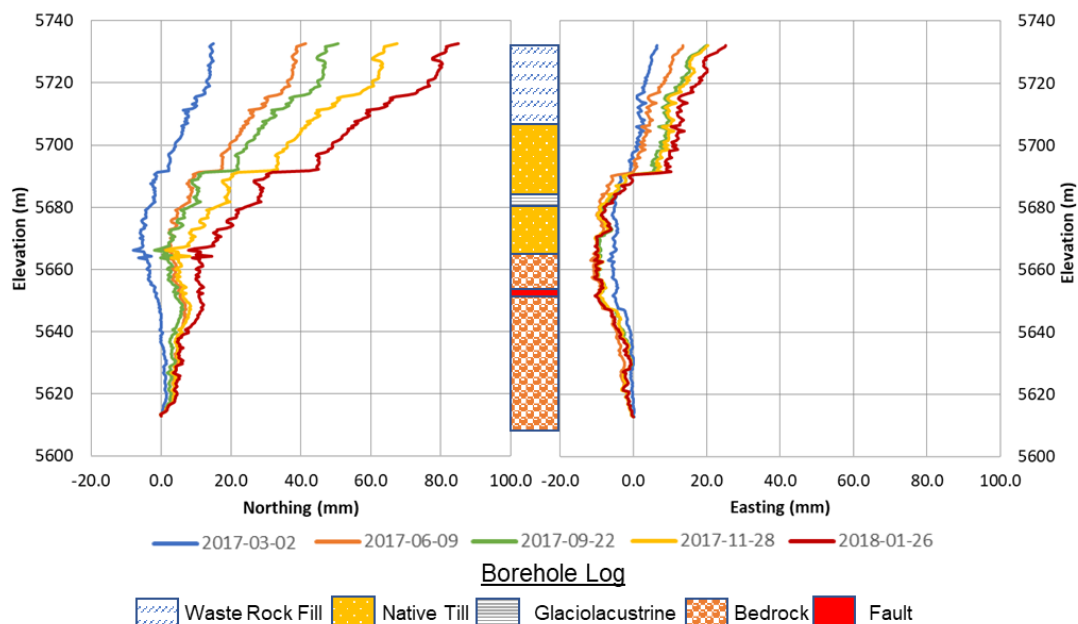 5740
5720
5700
5680
5660
5640
5620
5600
Elevation (m)
-20.0 0.0 20.0 40.0 60.0 80.0 100.0
Northing (mm)
5740
5720
5700
5680
5660
5640
5620
5600
Elevation (m)
-20.0 0.0 20.0 40.0 60.0 80.0 100.0
Easting (mm)
2017-03-02 2017-06-09 2017-09-22 2017-11-28 2018-01-26
Borehole Log
Waste Rock Fill Native Till Glaciolacustrine Bedrock Fault